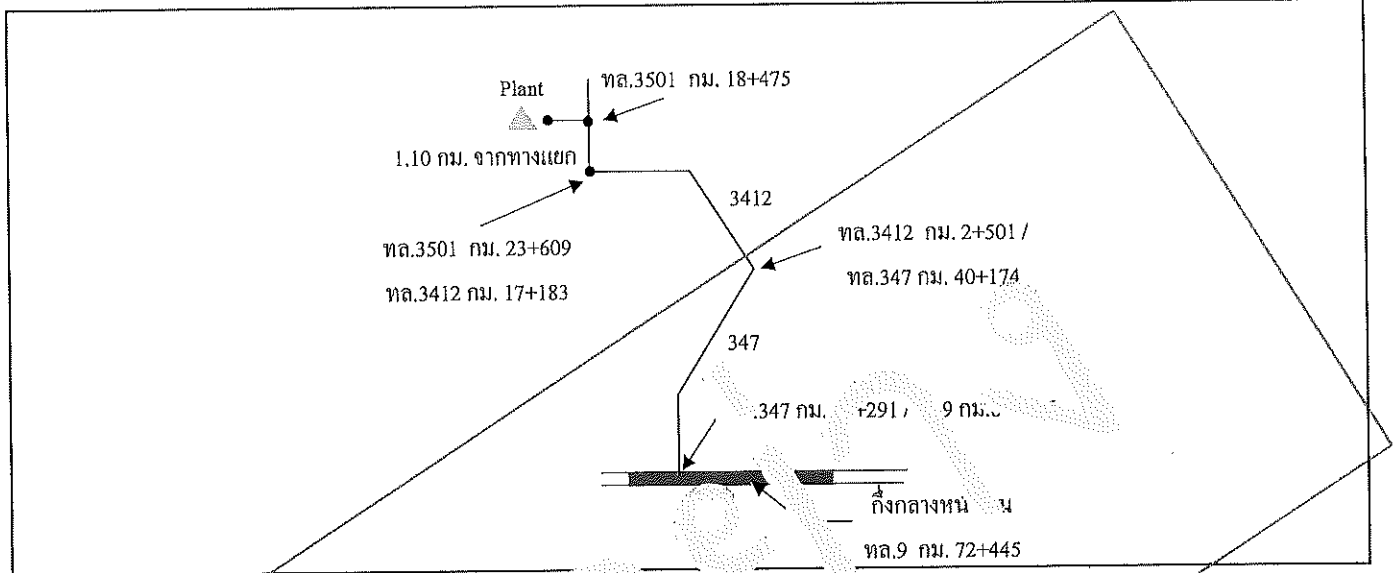 Plant
ทล.3501 กม. 18+475
1.10 กม. จากทางแยก
3412
ทล.3501 กม. 23+609
ทล.3412 กม. 17+183
ทล.3412 กม. 2+501 /
ทล.347 กม. 40+174
347
.347 กม. +291 / 9 กม.
กึ่งกลางหน
ทล.9 กม. 72+445